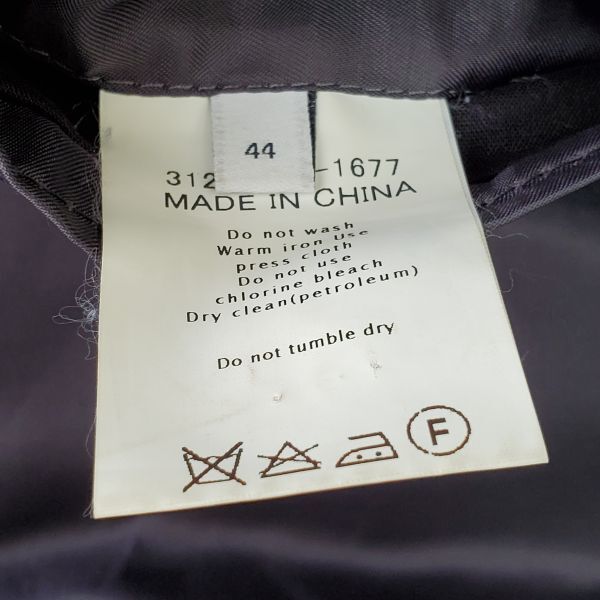 44
312 -1677
MADE IN CHINA
Do not wash
Warm iron Use
press cloth
Do not use
chlorine bleach
Dry clean(petroleum)
Do not tumble dry
F